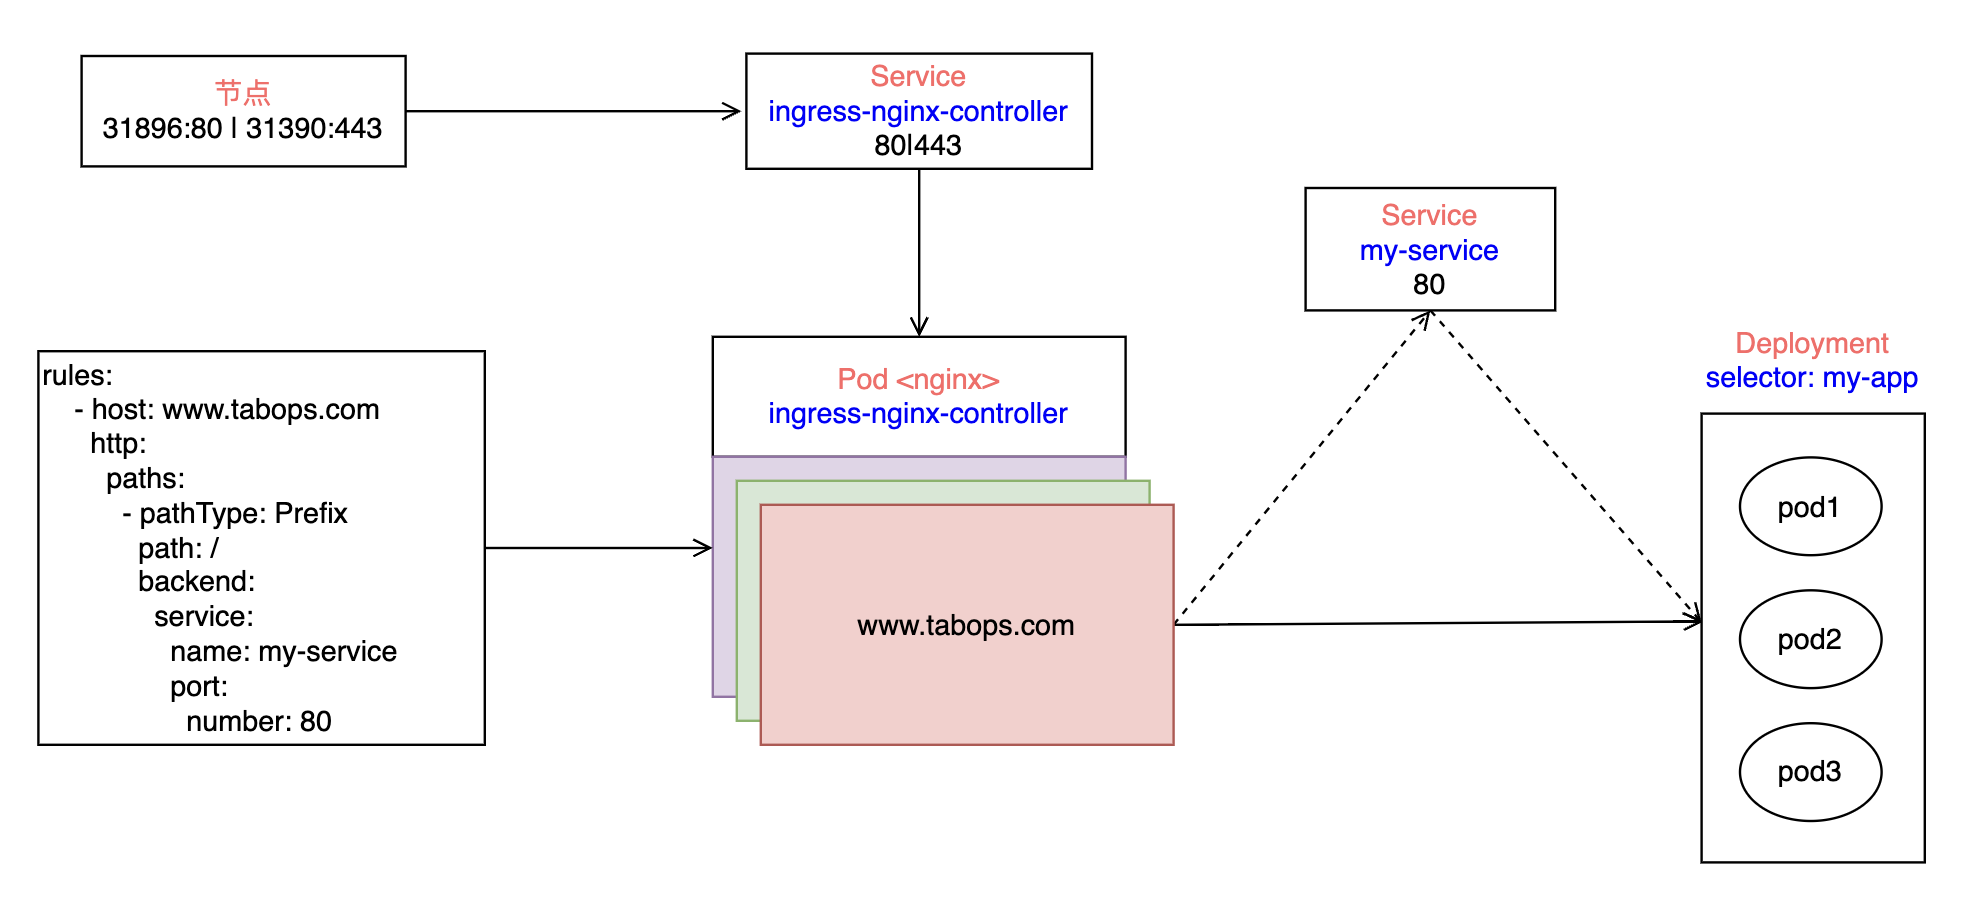 节点
31896:80 | 31390:443
Service
ingress-nginx-controller
80|443
Service
my-service
80
rules:
- host: www.tabops.com
http:
paths:
- pathType: Prefix
path: /
backend:
service:
name: my-service
port:
number: 80
Pod <nginx>
ingress-nginx-controller
www.tabops.com
Deployment
selector: my-app
pod1
pod2
pod3